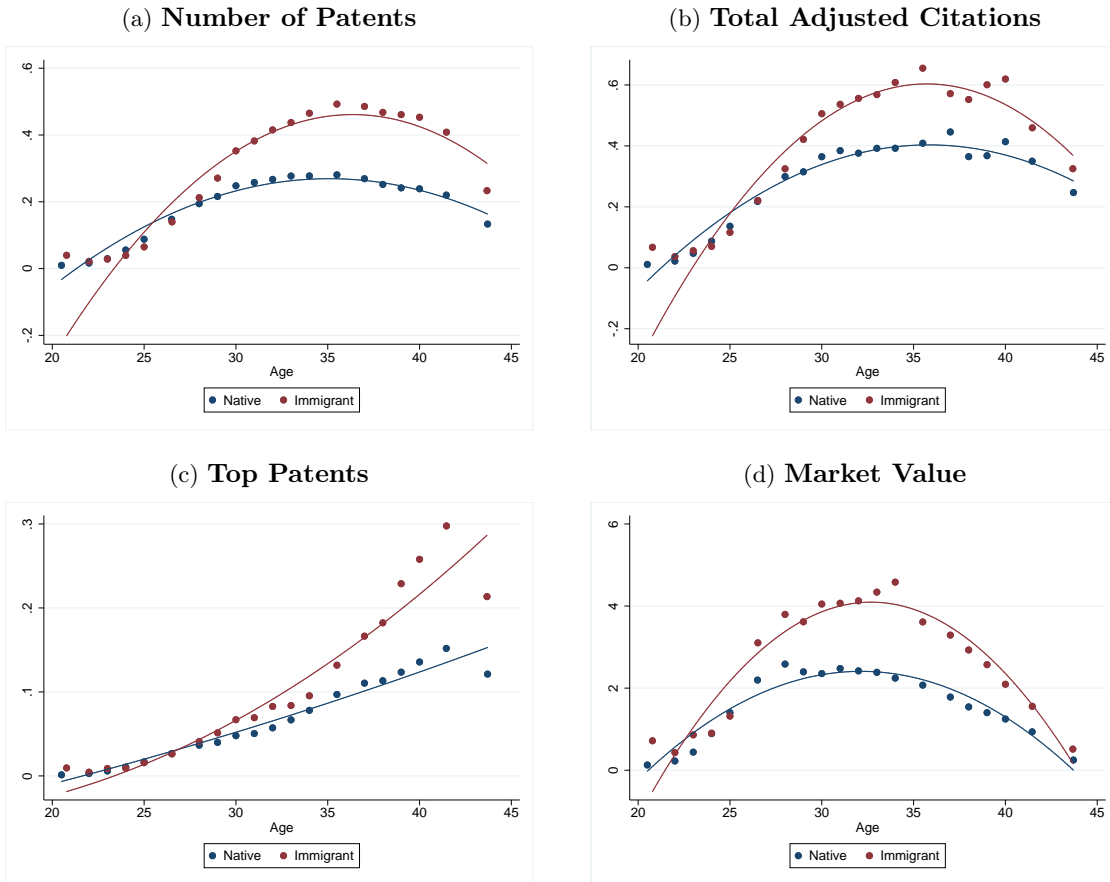 (a) Number of Patents
.6
.4
.2
0
-.2
20 25 30 35 40 45
Age
Native Immigrant
(b) Total Adjusted Citations
.6
.4
.2
0
-.2
20 25 30 35 40 45
Age
Native Immigrant
(c) Top Patents
.3
.2
.1
0
20 25 30 35 40 45
Age
Native Immigrant
(d) Market Value
6
4
2
0
20 25 30 35 40 45
Age
Native Immigrant